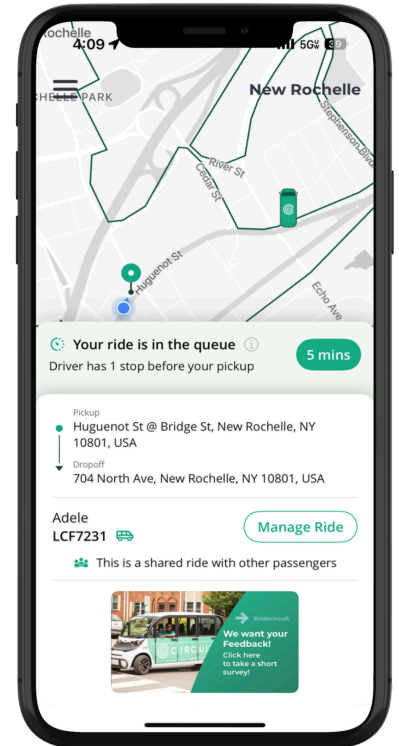 ochelle
4:09
5G
39
CHELLE PARK
New Rochelle
Stephenson Blvd
River St
Cedar St
Huguenot St
Echo Ave
Your ride is in the queue
5 mins
Driver has 1 stop before your pickup
Pickup
Huguenot St @ Bridge St, New Rochelle, NY
10801, USA
Dropoff
704 North Ave, New Rochelle, NY 10801, USA
Adele
LCF7231
Manage Ride
This is a shared ride with other passengers
#ridecircuit
We want your
Feedback!
Click here
to take a short
survey!
CIRCUIT